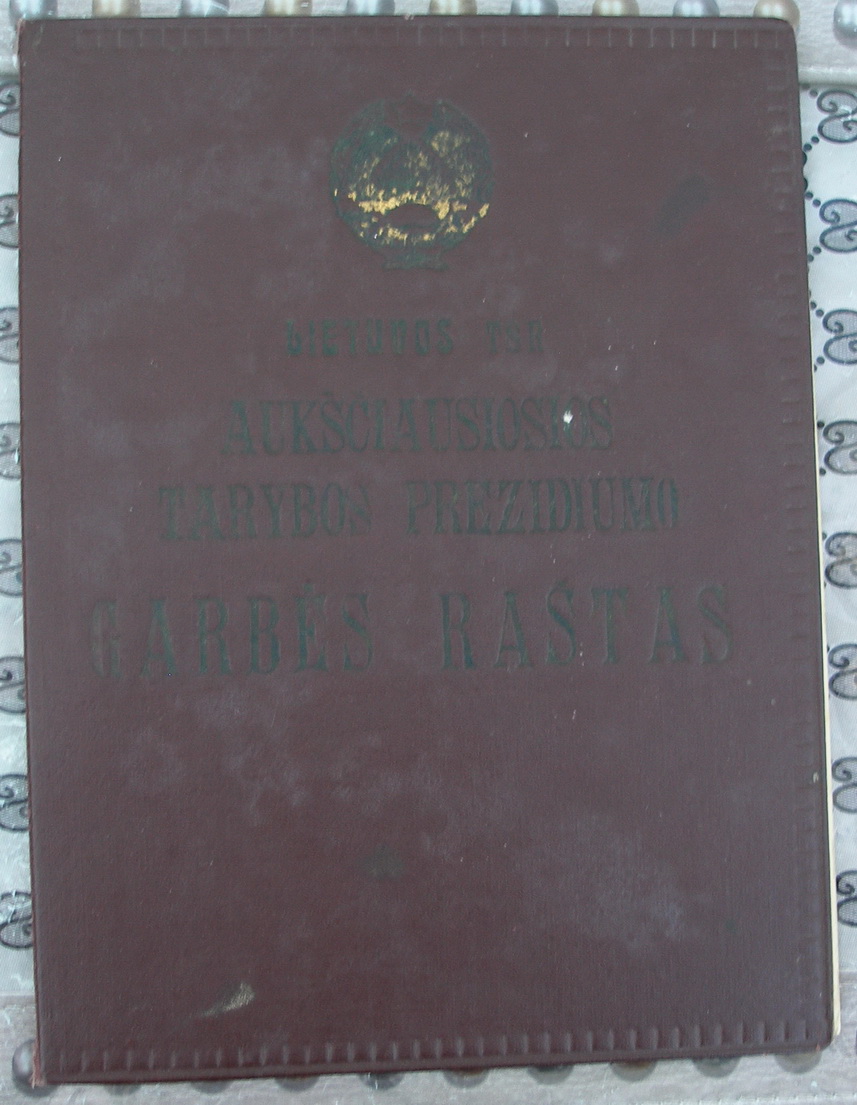 LIETUVOS TSR
AUKŠČIAUSIOSIOS
TARYBOS PREZIDIUMO
GARBĖS RAŠTAS